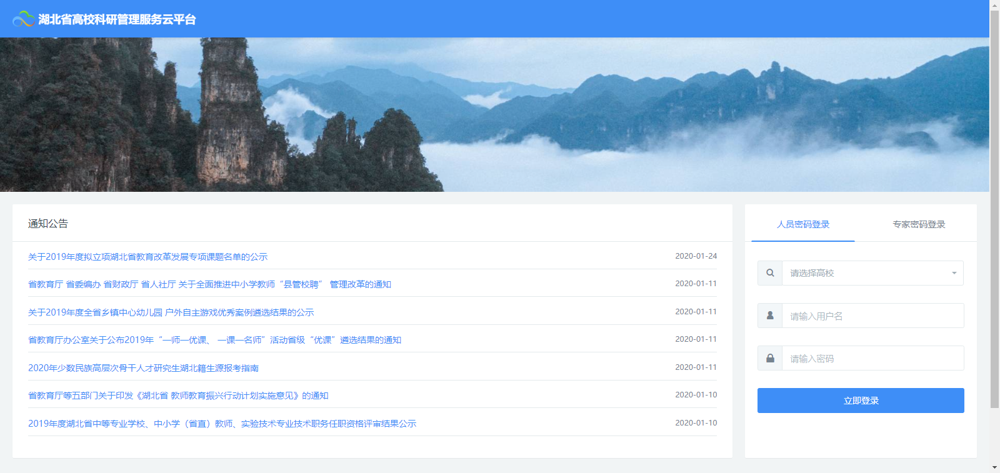 湖北省高校科研管理服务云平台
通知公告
关于2019年度拟立项湖北省教育改革发展专项课题名单的公示 2020-01-24
省教育厅 省委编办 省财政厅 省人社厅 关于全面推进中小学教师“县管校聘” 管理改革的通知 2020-01-11
关于2019年度全省乡镇中心幼儿园 户外自主游戏优秀案例遴选结果的公示 2020-01-11
省教育厅办公室关于公布2019年“一师一优课、 一课一名师”活动省级“优课”遴选结果的通知 2020-01-11
2020年少数民族高层次骨干人才研究生湖北籍生源报考指南 2020-01-11
省教育厅等五部门关于印发《湖北省 教师教育振兴行动计划实施意见》的通知 2020-01-10
2019年度湖北省中等专业学校、中小学（省直）教师、实验技术专业技术职务任职资格评审结果公示 2020-01-10
人员密码登录 专家密码登录
请选择高校
请输入用户名
请输入密码
立即登录